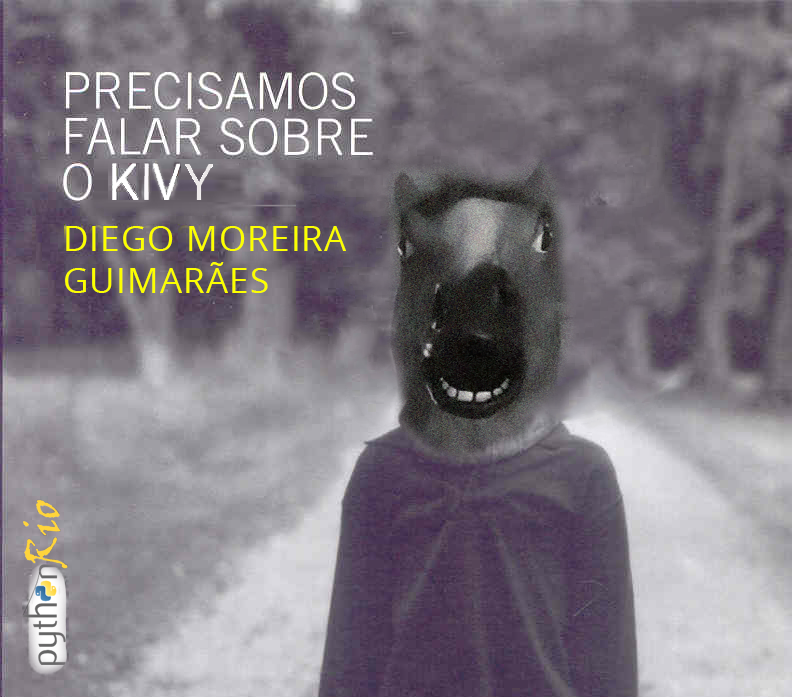 PRECISAMOS
FALAR SOBRE
O KIVY
DIEGO MOREIRA
GUIMARÃES
python Rio